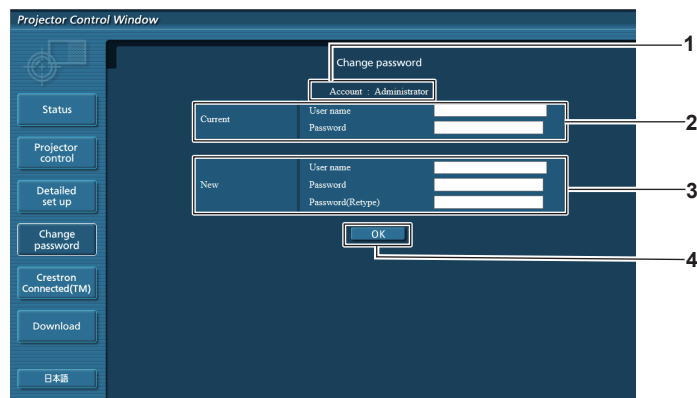 Projector Control Window
1
Change password
Account : Administrator
Status
Current
User name
Password
2
Projector
control
New
User name
Password
Password(Retype)
3
Detailed
set up
Change
password
OK
4
Crestron
Connected(TM)
Download
日本語